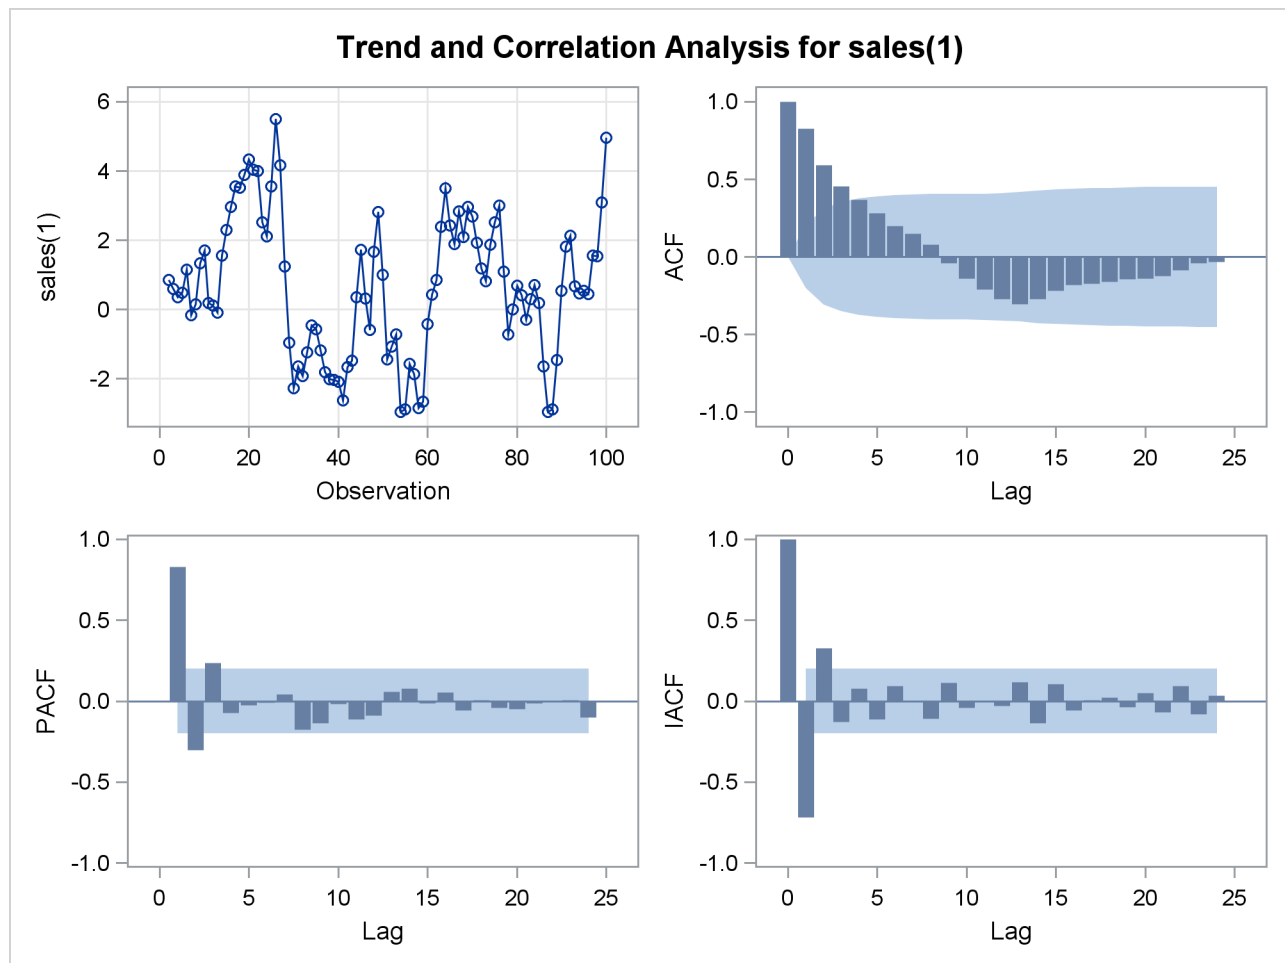 Trend and Correlation Analysis for sales(1)
sales(1)
6
4
2
0
-2
0 20 40 60 80 100
Observation
ACF
1.0
0.5
0.0
-0.5
-1.0
0 5 10 15 20 25
Lag
PACF
1.0
0.5
0.0
-0.5
-1.0
0 5 10 15 20 25
Lag
IACF
1.0
0.5
0.0
-0.5
-1.0
0 5 10 15 20 25
Lag